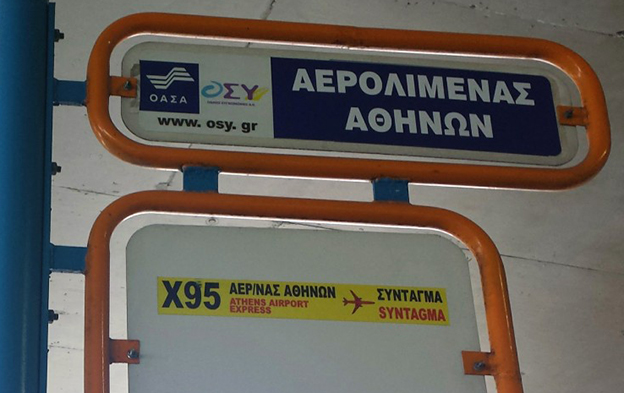 ΟΑΣΑ
ΟΣΥ
www. osy. gr
ΑΕΡΟΛΙΜΕΝΑΣ
ΑΘΗΝΩΝ
X95
ΑΕΡ/ΝΑΣ ΑΘΗΝΩΝ
ATHENS AIRPORT
EXPRESS
ΣΥΝΤΑΓΜΑ
SYNTAGMA